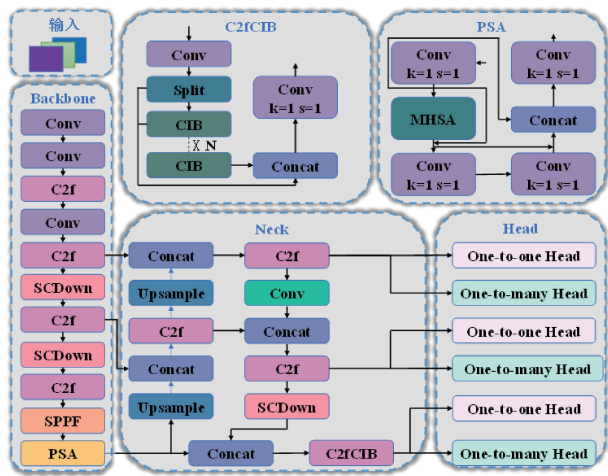 输入
Backbone
Conv
Conv
C2f
Conv
C2f
SCDown
C2f
SCDown
C2f
SPPF
PSA
C2fCIB
Conv
Split
CIB
X N
CIB
Conv
k=1 s=1
Concat
PSA
Conv
k=1 s=1
MHSA
Conv
k=1 s=1
Conv
k=1 s=1
Concat
Conv
k=1 s=1
Neck
Concat
Upsample
C2f
Concat
Upsample
C2f
Conv
Concat
C2f
SCDown
Concat
C2fCIB
Head
One-to-one Head
One-to-many Head
One-to-one Head
One-to-many Head
One-to-one Head
One-to-many Head